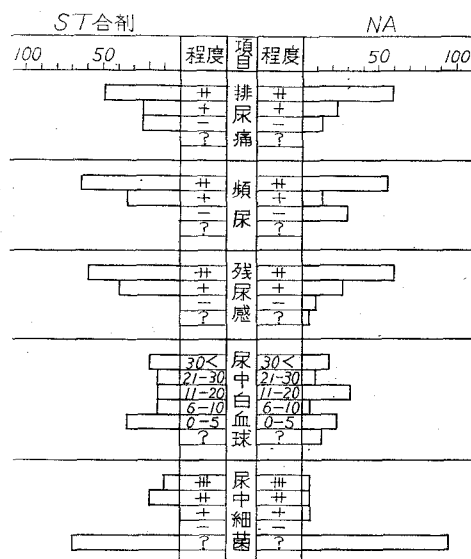 ST合剤 NA
100 50 程度 項目 程度 50 100
卄 排 卄
+ 尿 +
− 痛 −
? ?
卄 頻 卄
+ 尿 +
− −
? ?
卄 残 卄
+ 尿 +
− 感 −
? ?
30< 尿 30<
21-30 中 21-30
11-20 白 11-20
6-10 血 6-10
0-5 球 0-5
? ?
卅 尿 卅
卄 中 卄
+ 細 +
− 菌 −
? ?